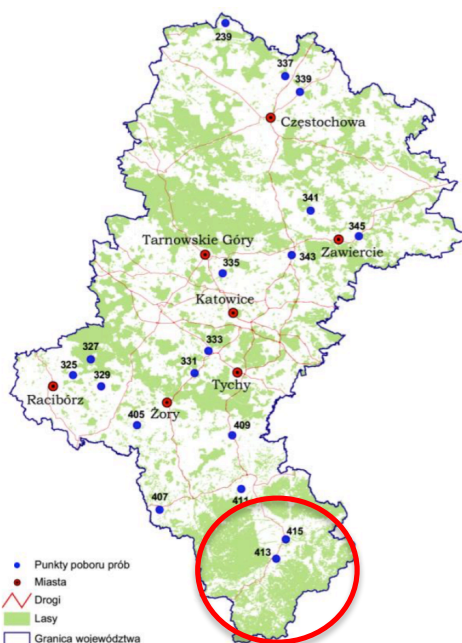 239
337
339
Częstochowa
341
345
Tarnowskie Góry
Zawiercie
343
335
Katowice
333
327
325
331
329
Tychy
Racibórz
Żory
405
409
411
407
415
413
Punkty poboru prób
Miasta
Drogi
Lasy
Granica województwa